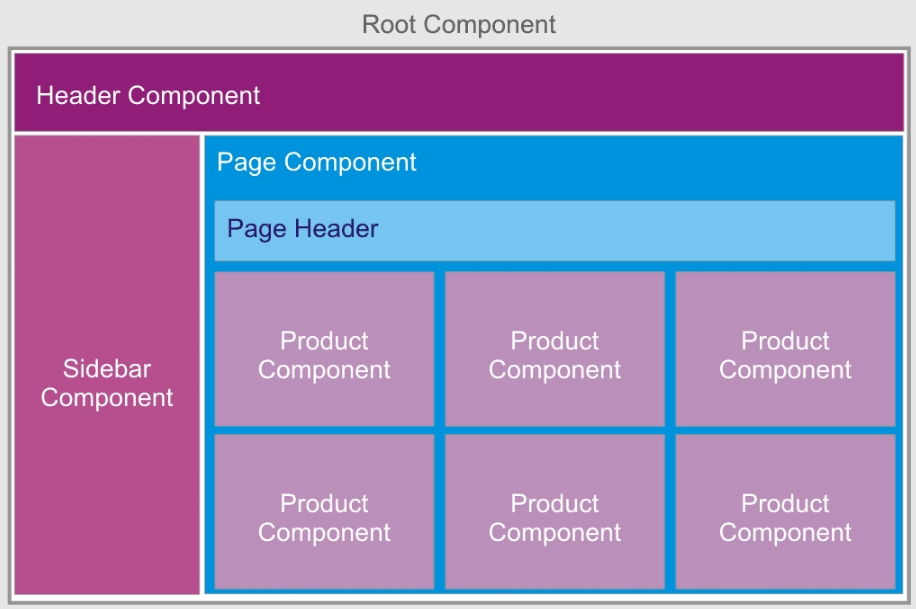 Root Component
Header Component
Page Component
Page Header
Sidebar
Component
Product
Component
Product
Component
Product
Component
Product
Component
Product
Component
Product
Component